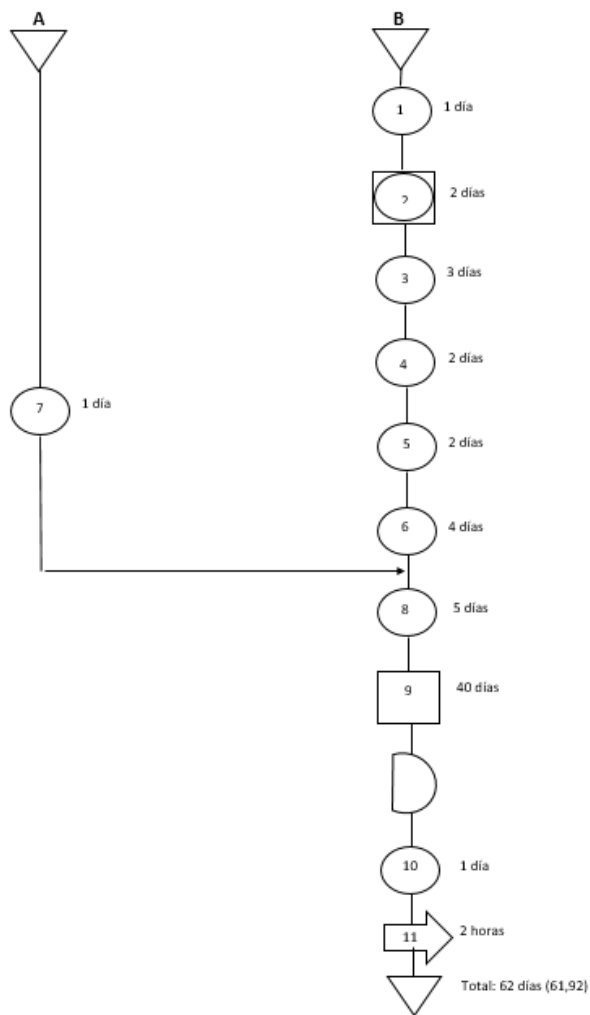 A
B
1
1 día
2
2 días
3
3 días
4
2 días
7
1 día
5
2 días
6
4 días
8
5 días
9
40 días
10
1 día
11
2 horas
Total: 62 días (61,92)